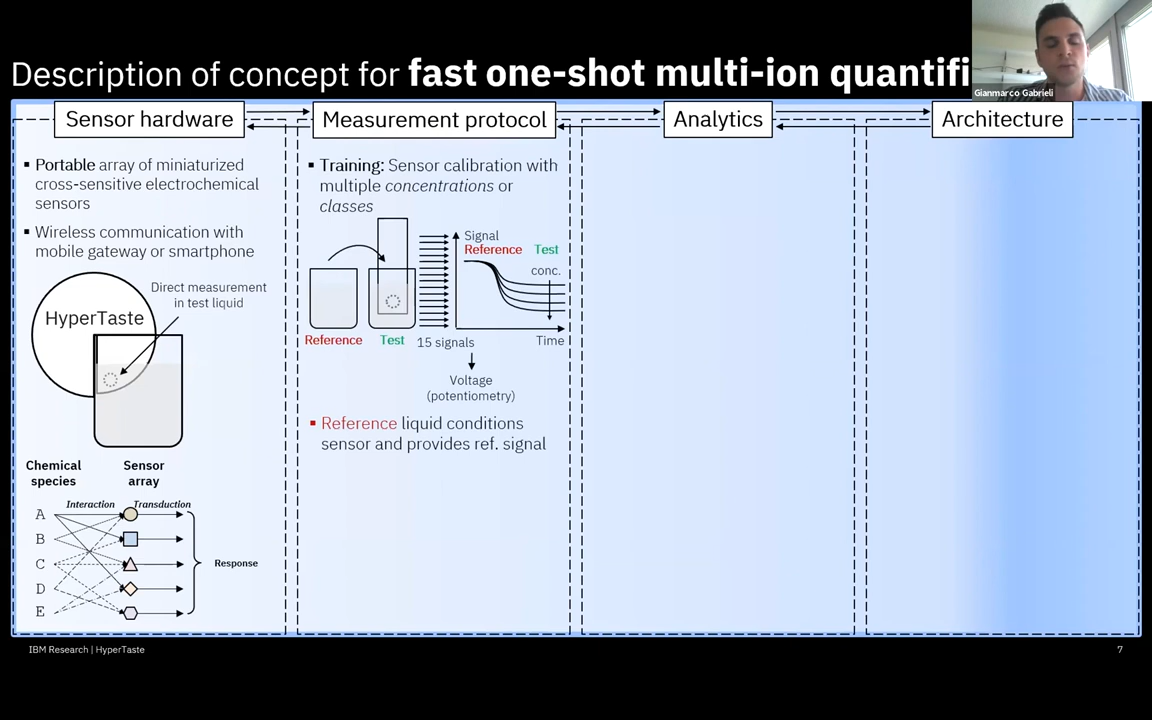 Description of concept for fast one-shot multi-ion quantifi
Gianmarco Gabrieli
Sensor hardware
Measurement protocol
Analytics
Architecture
▪ Portable array of miniaturized
cross-sensitive electrochemical
sensors
▪ Wireless communication with
mobile gateway or smartphone
Direct measurement
in test liquid
HyperTaste
Chemical
species
Sensor
array
Interaction
Transduction
A
B
C
D
E
Response
▪ Training: Sensor calibration with
multiple concentrations or
classes
Signal
Reference Test
conc.
Reference
Test
15 signals
Time
Voltage
(potentiometry)
▪ Reference liquid conditions
sensor and provides ref. signal
IBM Research | HyperTaste
7